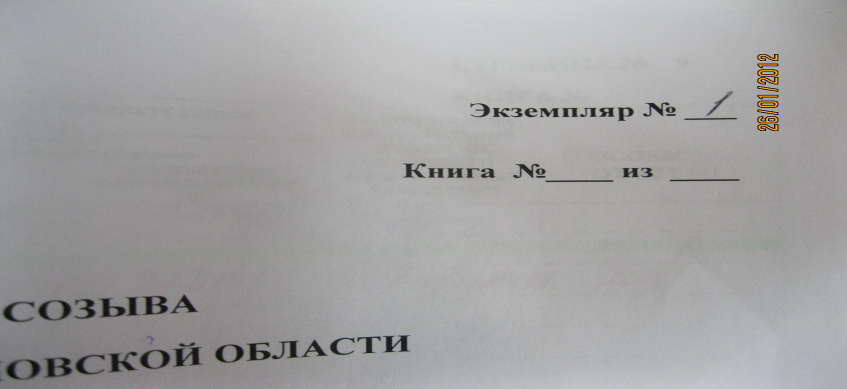 Экземпляр № 1
26/01/2012
Книга №_____ из _____
СОЗЫВА
ОВСКОЙ ОБЛАСТИ